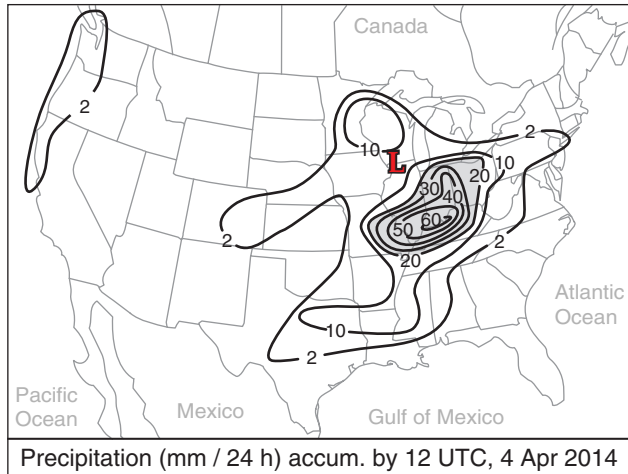 Canada
2
2
10
L
10
20
30
40
2
50
60
2
20
10
2
Atlantic
Ocean
Pacific
Ocean
Mexico
Gulf of Mexico
Precipitation (mm / 24 h) accum. by 12 UTC, 4 Apr 2014